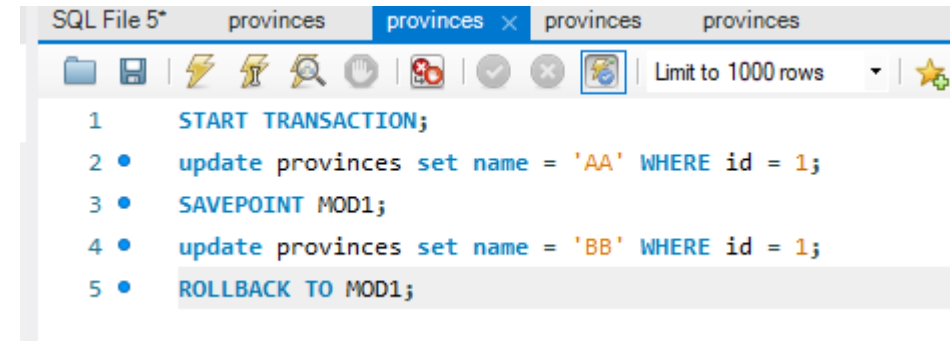 SQL File 5* provinces provinces provinces provinces
Limit to 1000 rows
1 START TRANSACTION;
2 update provinces set name = 'AA' WHERE id = 1;
3 SAVEPOINT MOD1;
4 update provinces set name = 'BB' WHERE id = 1;
5 ROLLBACK TO MOD1;